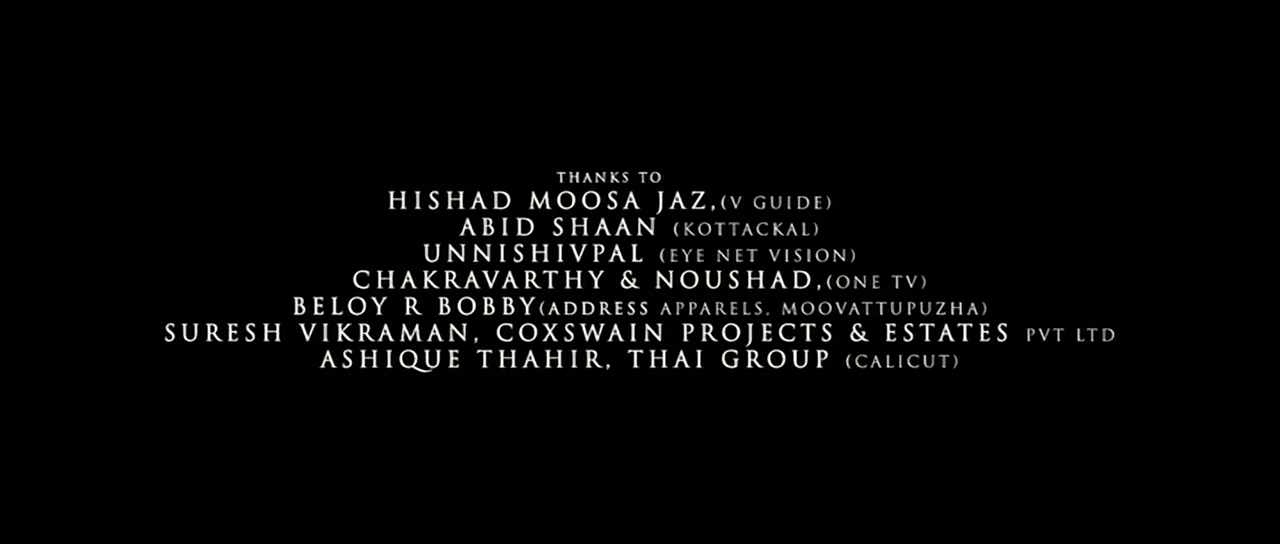 THANKS TO
HISHAD MOOSA JAZ,(V GUIDE)
ABID SHAAN (KOTTACKAL)
UNNISHIVPAL (EYE NET VISION)
CHAKRAVARTHY & NOUSHAD,(ONE TV)
BELOY R BOBBY(ADDRESS APPARELS, MOOVATTUPUZHA)
SURESH VIKRAMAN, COXSWAIN PROJECTS & ESTATES PVT LTD
ASHIQUE THAHIR, THAI GROUP (CALICUT)